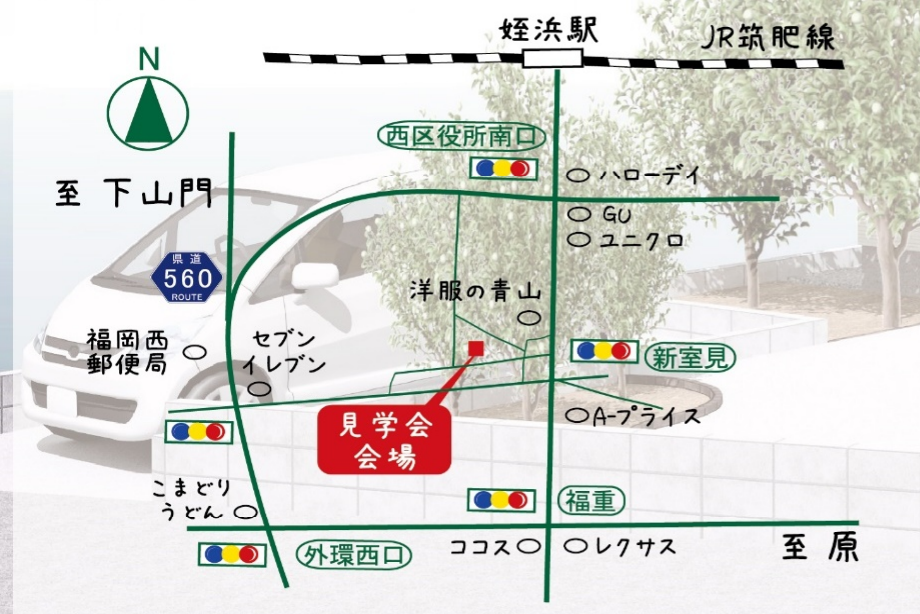 姪浜駅
JR筑肥線
N
西区役所南口
ハローデイ
至 下山門
GU
ユニクロ
県道
560
ROUTE
洋服の青山
福岡西
郵便局
セブン
イレブン
新室見
見学会
会場
A-プライス
こまどり
うどん
福重
外環西口
ココス
レクサス
至 原